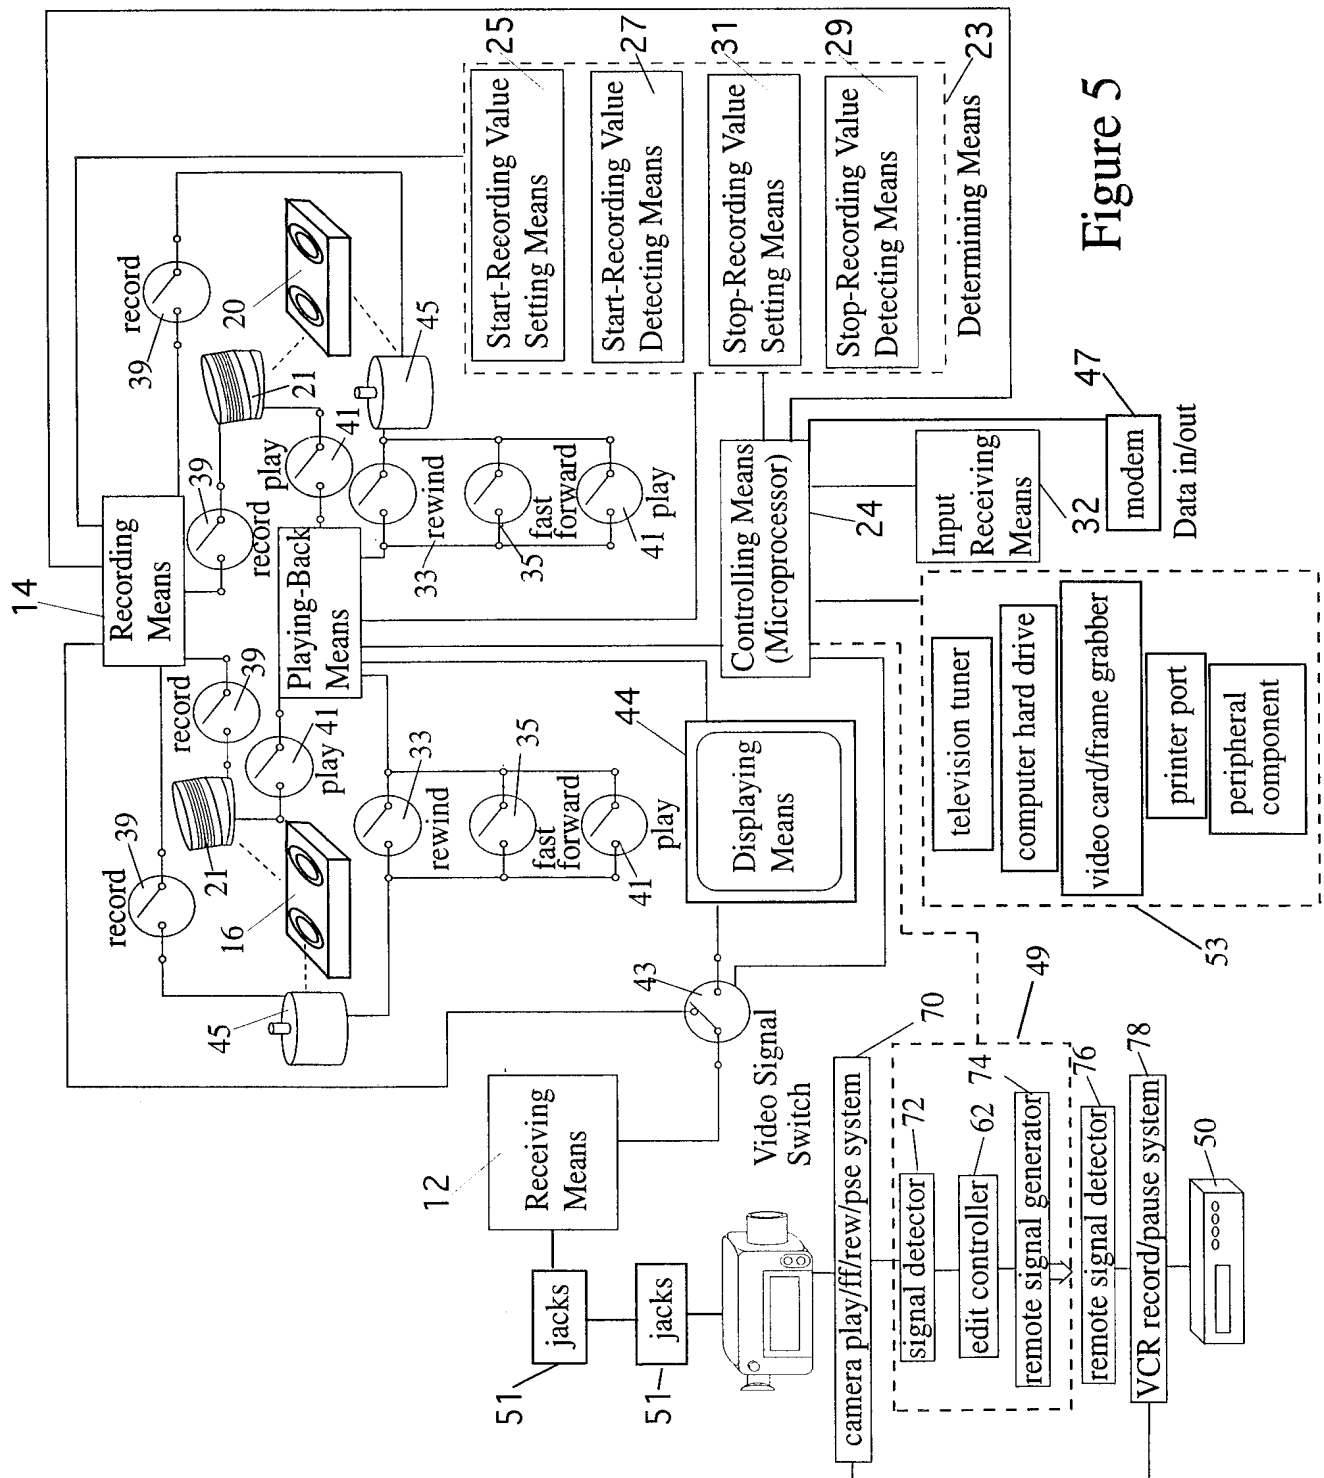 14
Recording
Means
39
record
39
record
39
record
39
record
20
21
21
16
45
45
play
41
play 41
Playing-Back
Means
33
rewind
35
fast
forward
41
play
33
rewind
35
fast
forward
41
play
25
Start-Recording Value
Setting Means
27
Start-Recording Value
Detecting Means
31
Stop-Recording Value
Setting Means
29
Stop-Recording Value
Detecting Means
23
Determining Means
44
Displaying
Means
43
Video Signal
Switch
12
Receiving
Means
51
jacks
51
jacks
Controlling Means
(Microprocessor)
24
Input
Receiving
Means
32
47
modem
Data in/out
television tuner
computer hard drive
video card/frame grabber
printer port
peripheral
component
53
70
camera play/ff/rew/pse system
49
72
signal detector
62
edit controller
74
remote signal generator
76
remote signal detector
78
VCR record/pause system
50
Figure 5